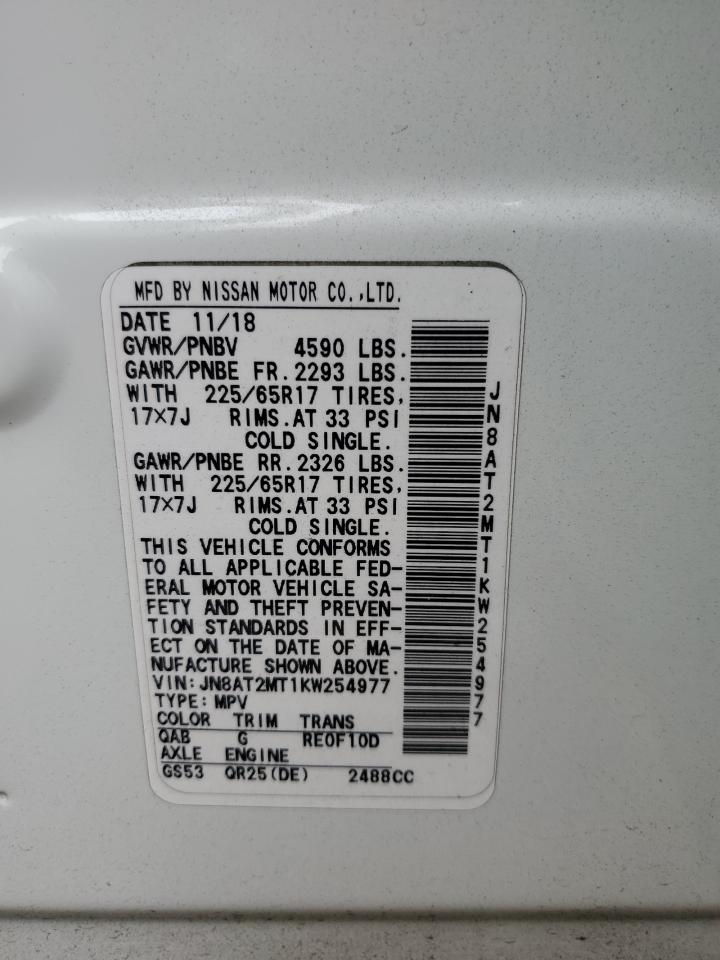 MFD BY NISSAN MOTOR CO.,LTD.
DATE 11/18
GVWR/PNBV 4590 LBS.
GAWR/PNBE FR. 2293 LBS.
WITH 225/65R17 TIRES,
17×7J RIMS. AT 33 PSI
COLD SINGLE.
GAWR/PNBE RR. 2326 LBS.
WITH 225/65R17 TIRES,
17×7J RIMS. AT 33 PSI
COLD SINGLE.
THIS VEHICLE CONFORMS
TO ALL APPLICABLE FED-
ERAL MOTOR VEHICLE SA-
FETY AND THEFT PREVEN-
TION STANDARDS IN EFF-
ECT ON THE DATE OF MA-
NUFACTURE SHOWN ABOVE.
VIN: JN8AT2MT1KW254977
TYPE: MPV
COLOR TRIM TRANS
QAB G RE0F10D
AXLE ENGINE
GS53 QR25(DE) 2488CC
JN8AT2MT1KW254977